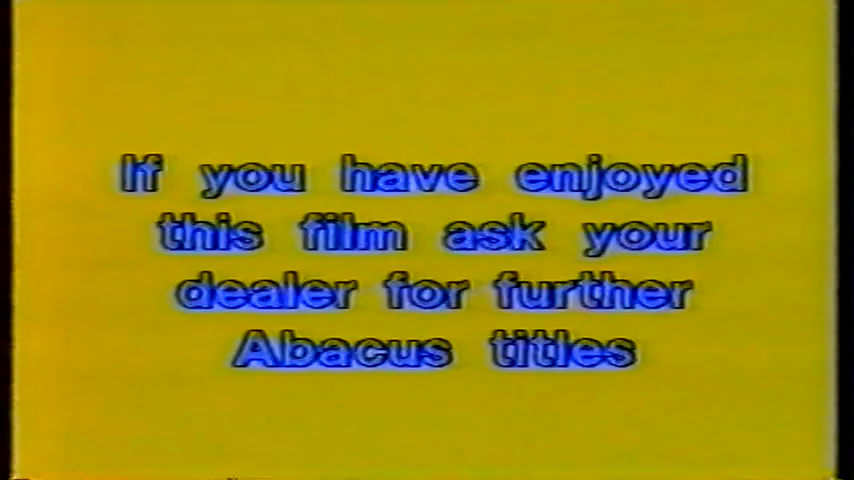 If you have enjoyed
this film ask your
dealer for further
Abacus titles